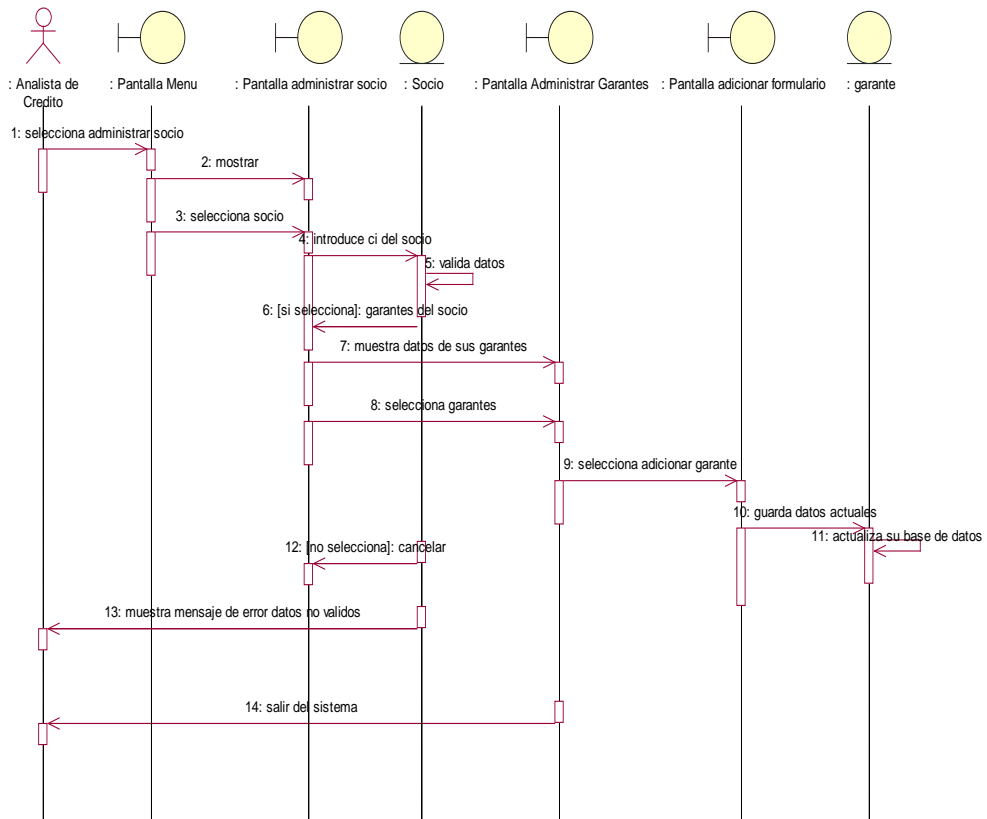 : Analista de
Credito
: Pantalla Menu
: Pantalla administrar socio
: Socio
: Pantalla Administrar Garantes
: Pantalla adicionar formulario
: garante
1: selecciona administrar socio
2: mostrar
3: selecciona socio
4: introduce ci del socio
5: valida datos
6: [si selecciona]: garantes del socio
7: muestra datos de sus garantes
8: selecciona garantes
9: selecciona adicionar garante
10: guarda datos actuales
11: actualiza su base de datos
12: [no selecciona]: cancelar
13: muestra mensaje de error datos no validos
14: salir del sistema